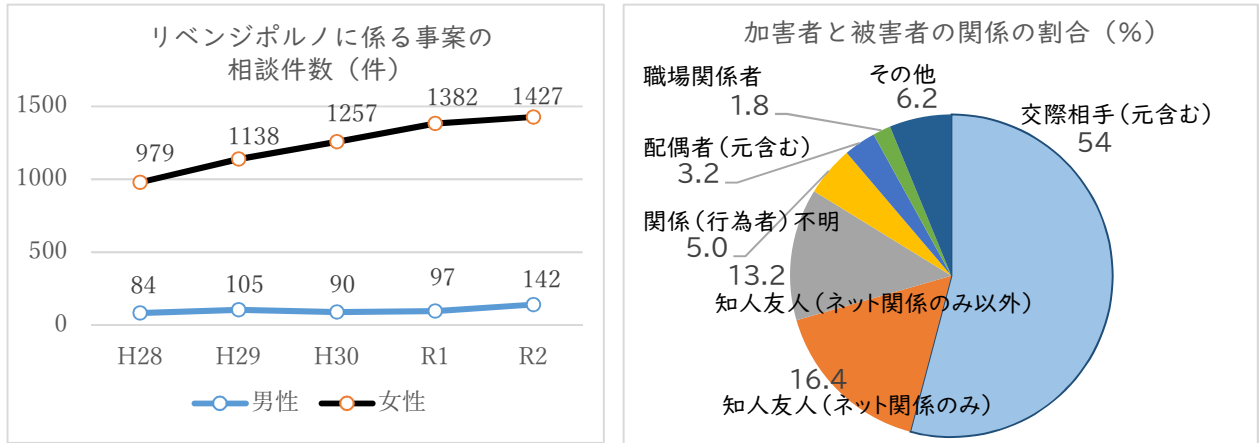 リベンジポルノに係る事案の
相談件数（件）
1500
1000
500
0
979
1138
1257
1382
1427
84
105
90
97
142
H28
H29
H30
R1
R2
男性
女性
加害者と被害者の関係の割合（%）
職場関係者
1.8
その他
6.2
交際相手（元含む）
54
配偶者（元含む）
3.2
関係（行為者）不明
5.0
13.2
知人友人（ネット関係のみ以外）
16.4
知人友人（ネット関係のみ）